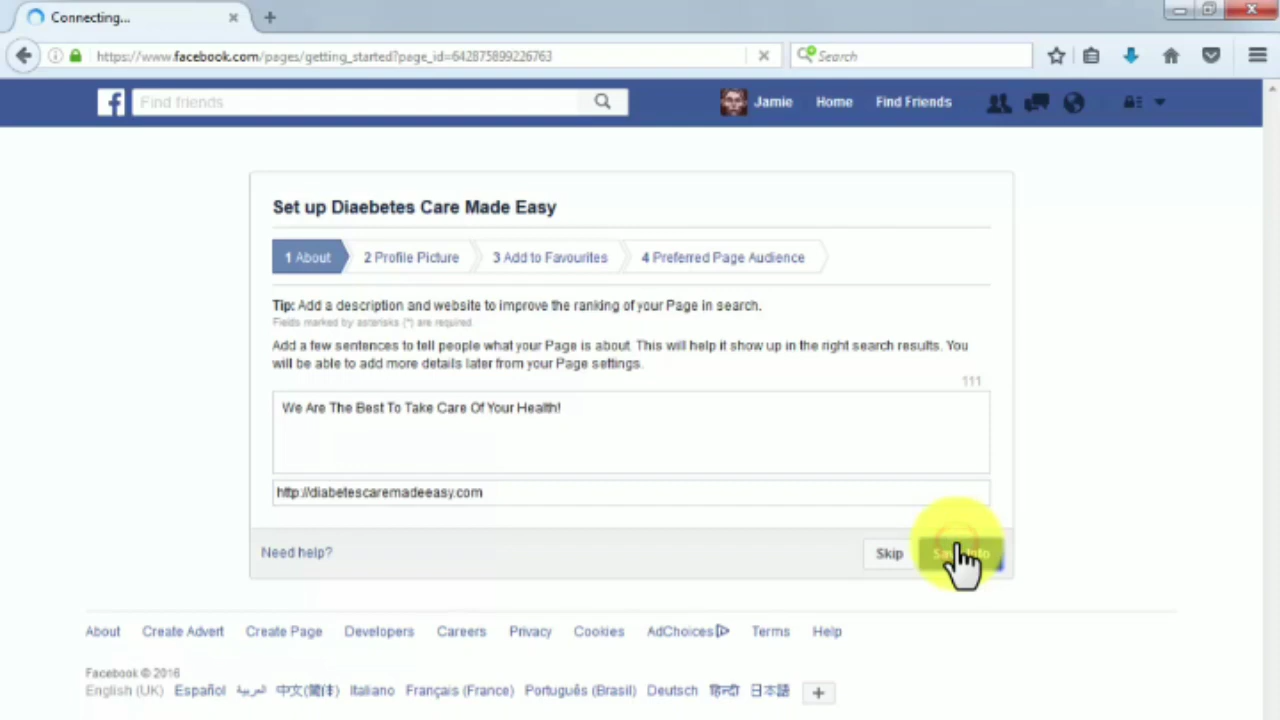 Connecting...
https://www.facebook.com/pages/getting_started?page_id=642875899226763
Search
Find friends
Jamie Home Find Friends
Set up Diaebetes Care Made Easy
1 About 2 Profile Picture 3 Add to Favourites 4 Preferred Page Audience
Tip: Add a description and website to improve the ranking of your Page in search.
Fields marked by asterisks (*) are required.
Add a few sentences to tell people what your Page is about. This will help it show up in the right search results. You
will be able to add more details later from your Page settings.
111
We Are The Best To Take Care Of Your Health!
http://diabetescaremadeeasy.com
Need help? Skip Save Info
About Create Advert Create Page Developers Careers Privacy Cookies AdChoices Terms Help
Facebook © 2016
English (UK) Español العربية 中文(简体) Italiano Français (France) Português (Brasil) Deutsch हिन्दी 日本語